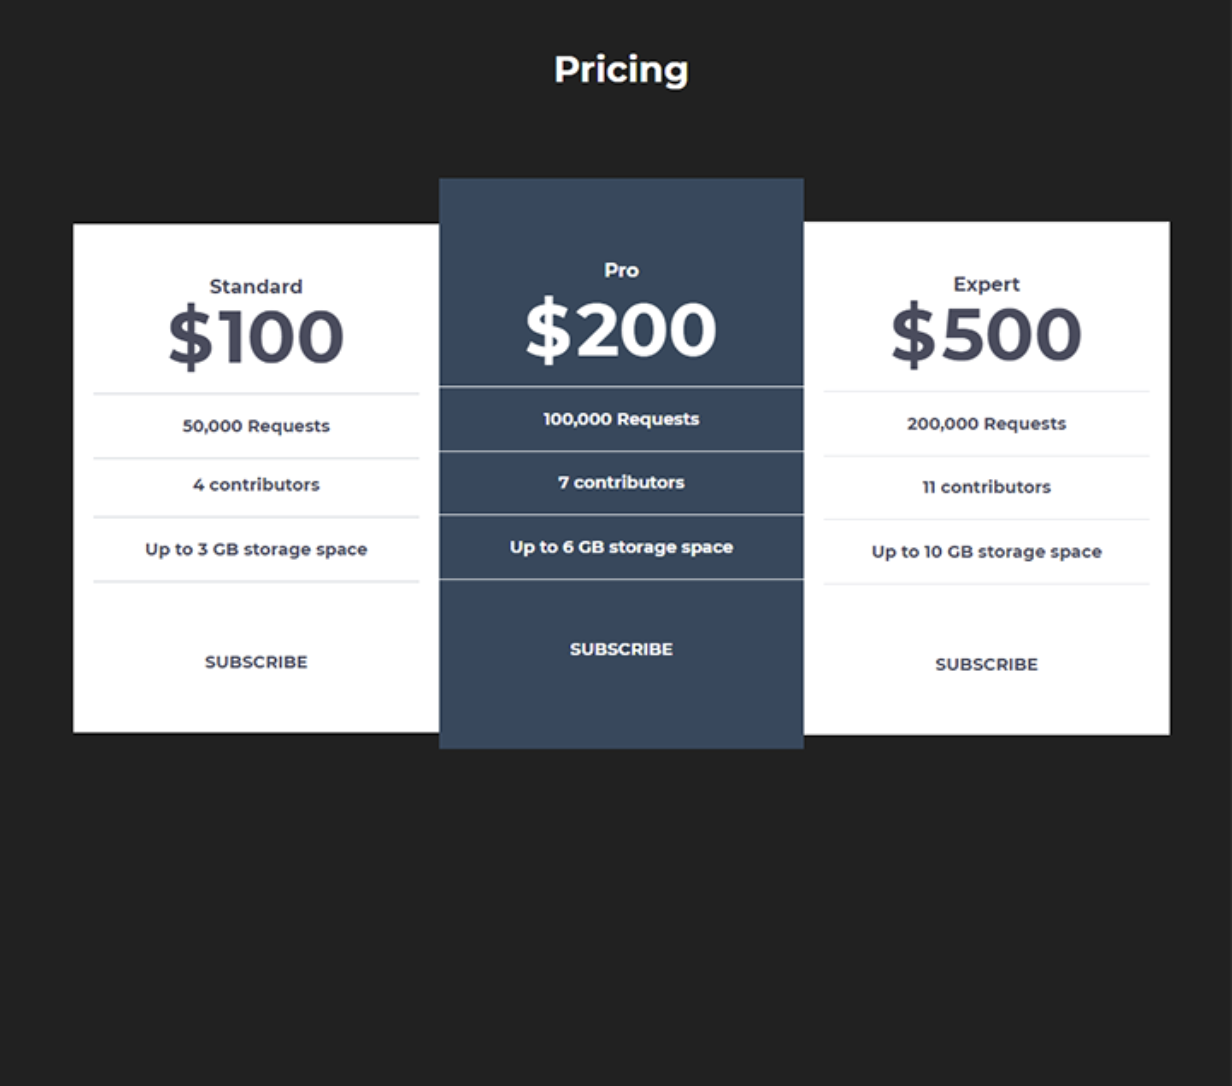 Pricing
Standard
$100
50,000 Requests
4 contributors
Up to 3 GB storage space
SUBSCRIBE
Pro
$200
100,000 Requests
7 contributors
Up to 6 GB storage space
SUBSCRIBE
Expert
$500
200,000 Requests
11 contributors
Up to 10 GB storage space
SUBSCRIBE